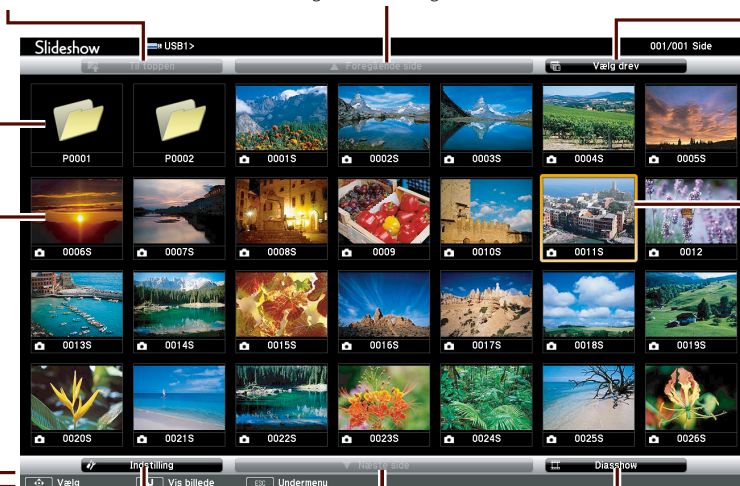 Slideshow USB1> 001/001 Side
Til toppen Foregående side Vælg drev
P0001 P0002 0001S 0002S 0003S 0004S 0005S
0006S 0007S 0008S 0009 0010S 0011S 0012
0013S 0014S 0015S 0016S 0017S 0018S 0019S
0020S 0021S 0022S 0023S 0024S 0025S 0026S
Indstilling Næste side Diasshow
Vælg Vis billede ESC Undermenu